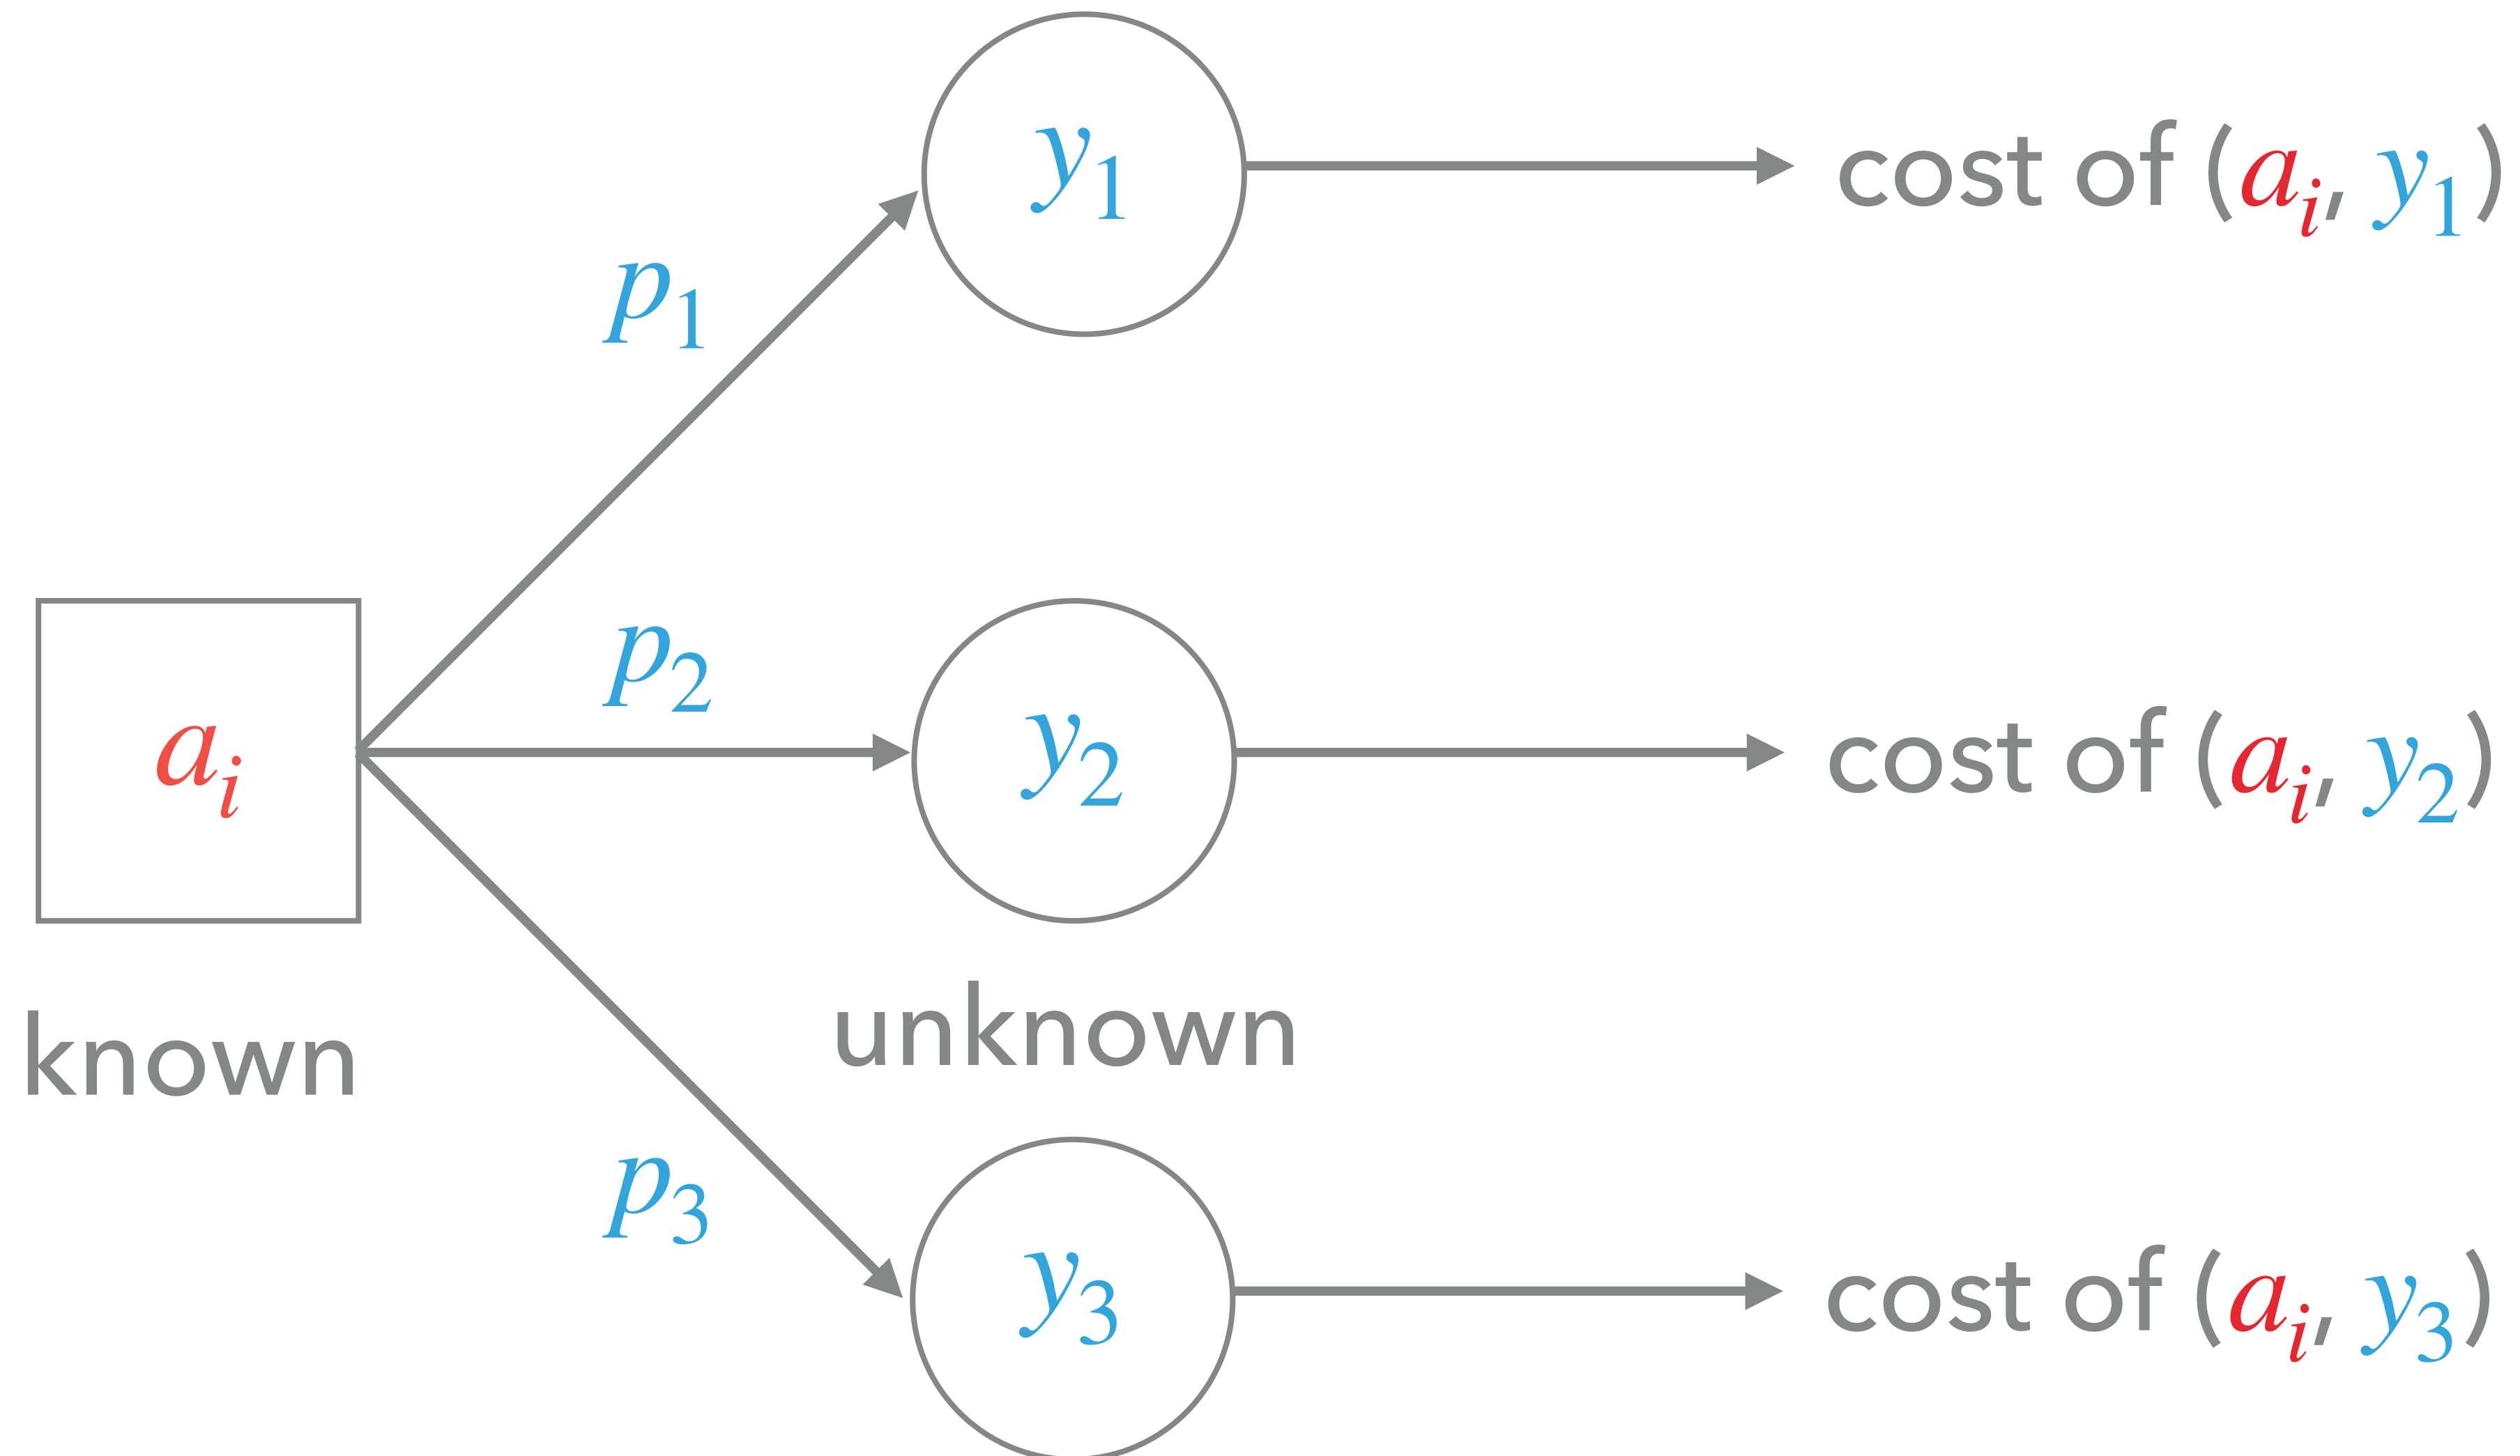 y₁
cost of (aᵢ, y₁)
p₁
p₂
aᵢ
y₂
cost of (aᵢ, y₂)
known
unknown
p₃
y₃
cost of (aᵢ, y₃)